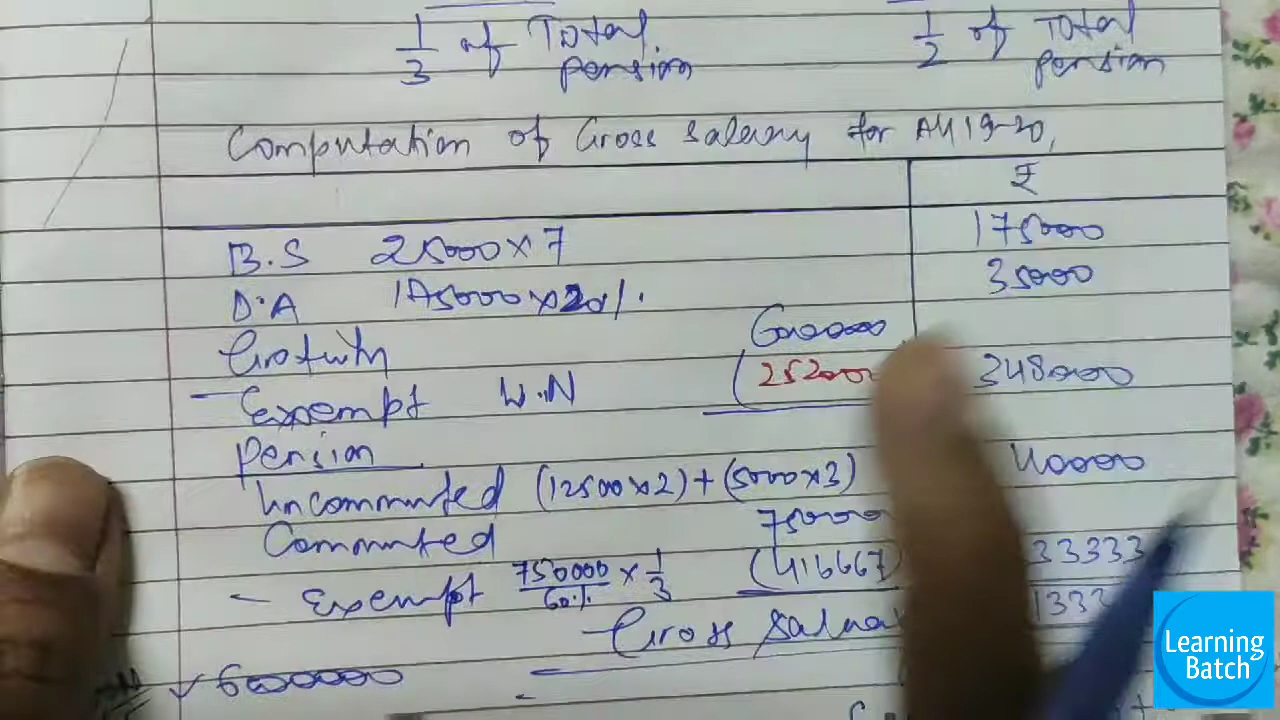 1/3 of Total pension 1/2 of Total pension
Computation of Gross Salary for AY 19-20,
₹
B.S 25000×7 175000
D.A 175000×20%. 35000
Gratuity 600000
- Exempt W.N (252000 348000
Pension
Uncommuted (12500×2)+(5000×3) 40000
Commuted 750000
- Exempt 750000/60% × 1/3 (416667) 33333
Gross Salary
✓ 600000
Learning
Batch